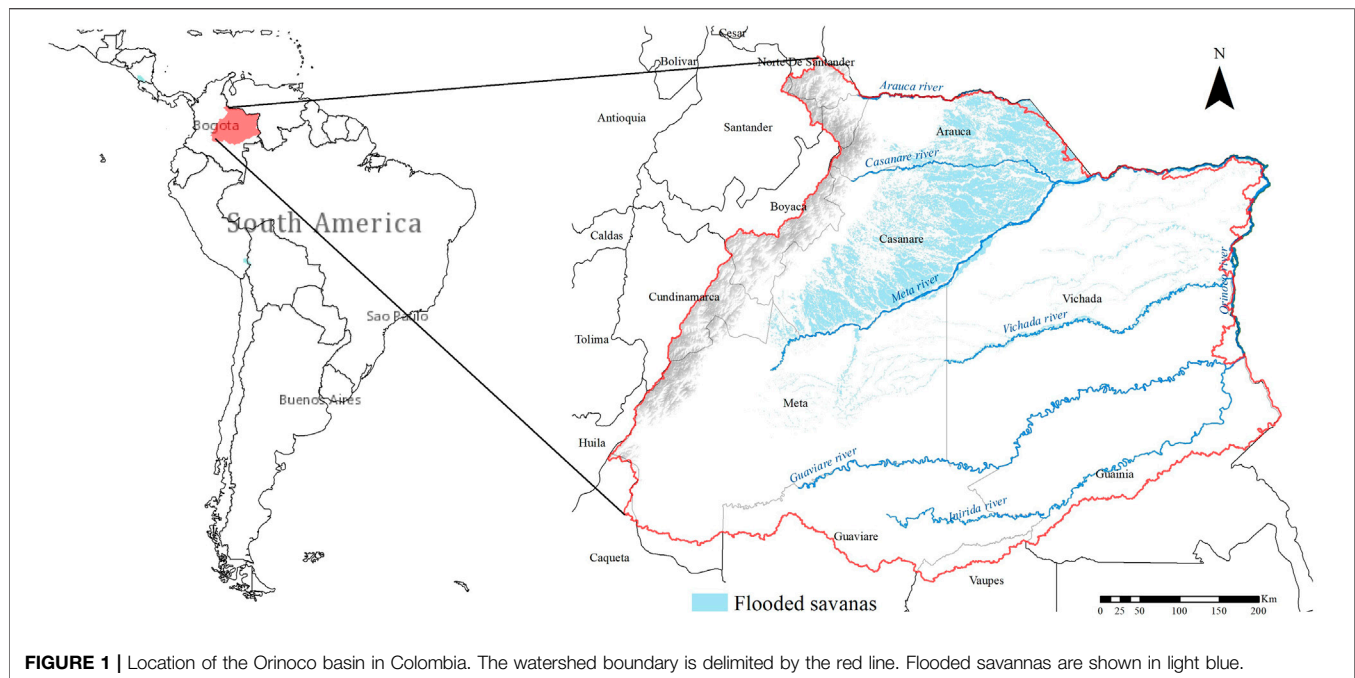 Bogota
South America
Sao Paulo
Buenos Aires
Cesar
Bolivar
Norte De Santander
N
Arauca river
Antioquia
Santander
Arauca
Casanare river
Boyaca
Caldas
Casanare
Cundinamarca
Meta river
Orinoco river
Vichada
Vichada river
Tolima
Meta
Huila
Guaviare river
Guainia
Inirida river
Guaviare
Caqueta
Vaupes
Flooded savanas
Km
0 25 50 100 150 200
FIGURE 1 | Location of the Orinoco basin in Colombia. The watershed boundary is delimited by the red line. Flooded savannas are shown in light blue.